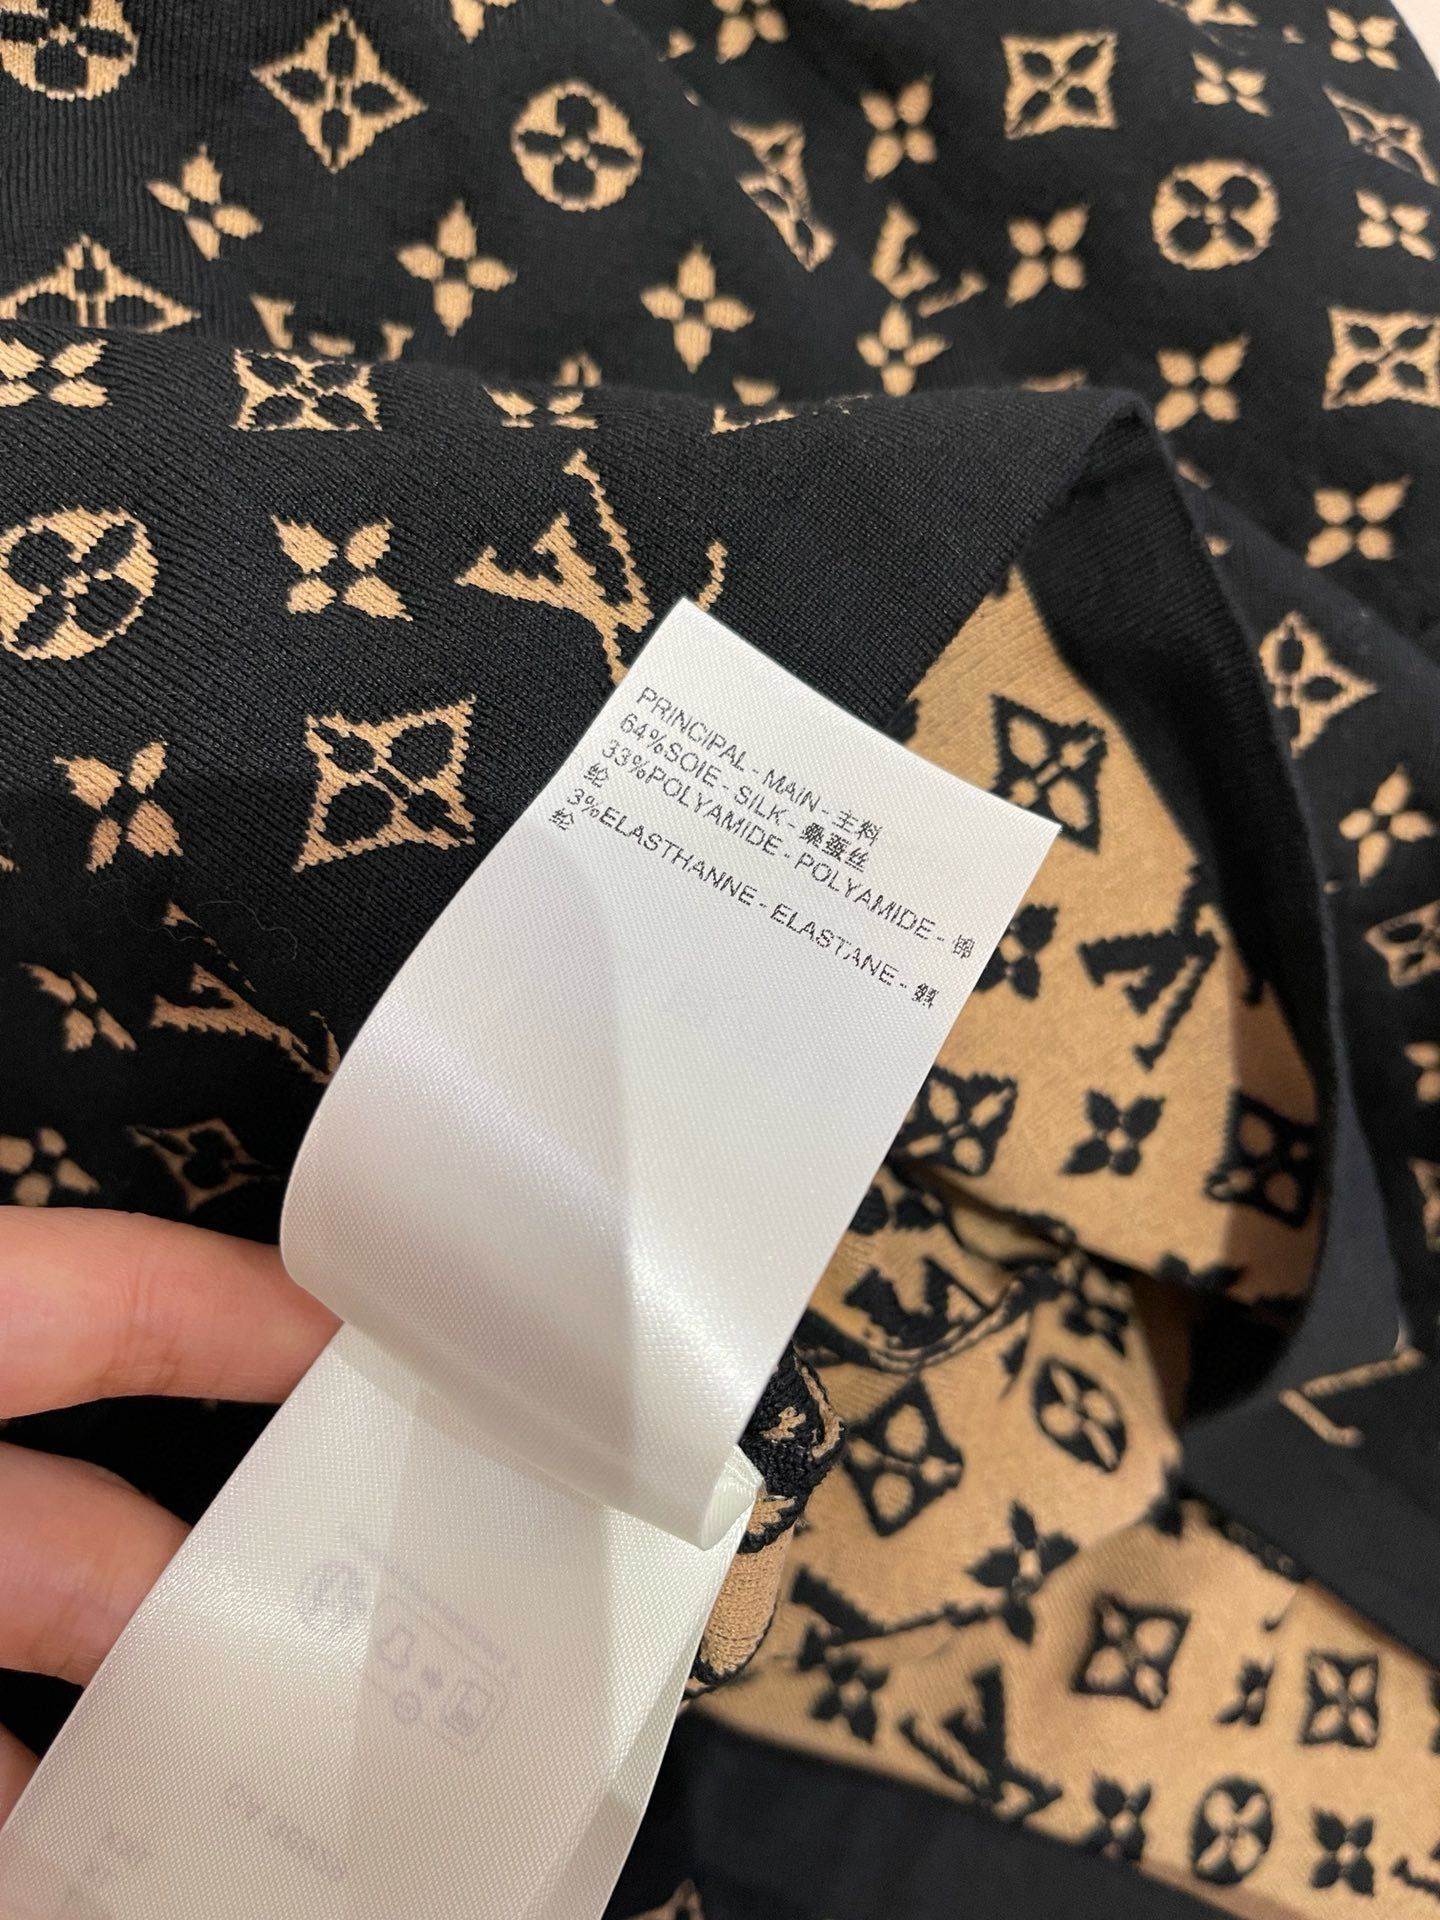 PRINCIPAL - MAIN - 主料
64%SOIE - SILK - 桑蚕丝
33%POLYAMIDE - POLYAMIDE - 锦
纶
3%ELASTHANNE - ELASTANE - 氨
纶